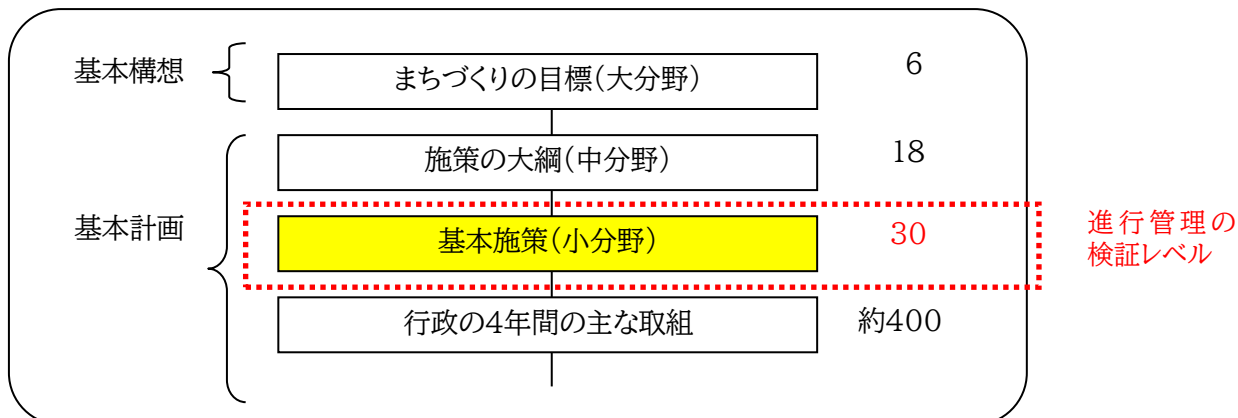 基本構想
まちづくりの目標(大分野)
6
施策の大綱(中分野)
18
基本計画
基本施策(小分野)
30
進行管理の
検証レベル
行政の4年間の主な取組
約400